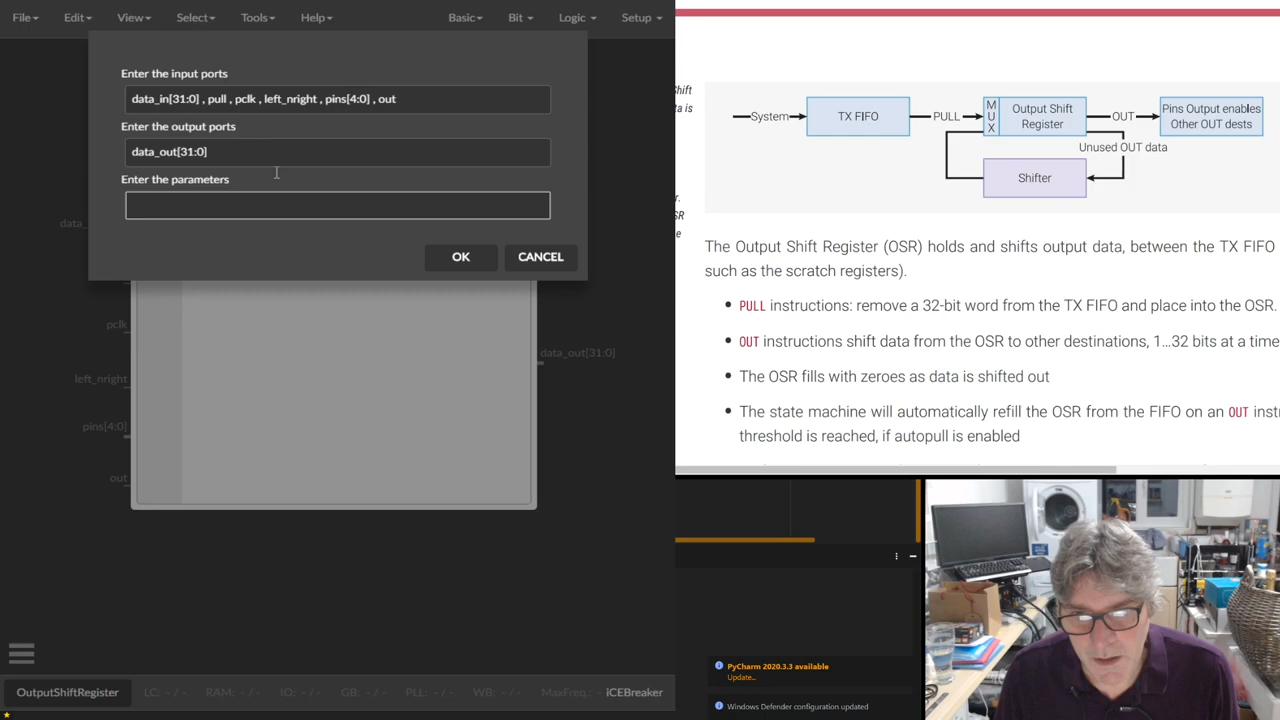 File Edit View Select Tools Help Basic Bit Logic Setup
Enter the input ports
data_in[31:0] , pull , pclk , left_nright , pins[4:0] , out
Enter the output ports
data_out[31:0]
Enter the parameters
OK CANCEL
data_
pclk
left_nright
pins[4:0]
out
data_out[31:0]
OutputShiftRegister LC: - / - RAM: - / - GB: - / - PLL: - / - WB: - / - MaxFreq.: - iCEBreaker
Shift
ta is
r.
SR
e
System
TX FIFO
PULL
MUX
Output Shift
Register
OUT
Pins Output enables
Other OUT dests
Unused OUT data
Shifter
The Output Shift Register (OSR) holds and shifts output data, between the TX FIFO
such as the scratch registers).
• PULL instructions: remove a 32-bit word from the TX FIFO and place into the OSR.
• OUT instructions shift data from the OSR to other destinations, 1…32 bits at a time
• The OSR fills with zeroes as data is shifted out
• The state machine will automatically refill the OSR from the FIFO on an OUT inst
threshold is reached, if autopull is enabled
PyCharm 2020.3.3 available
Update...
Windows Defender configuration updated